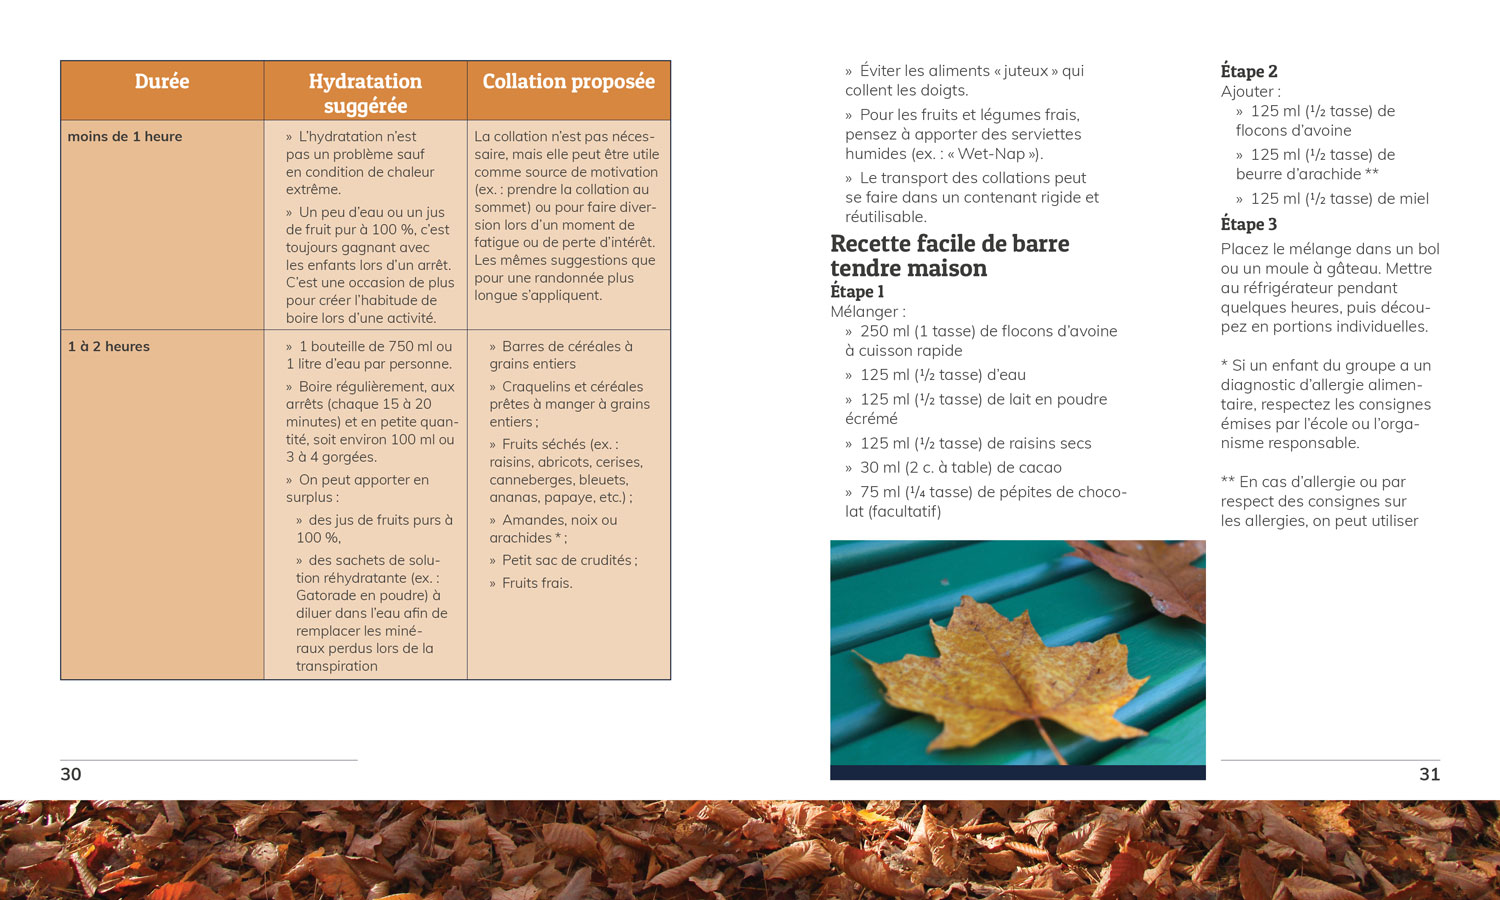 Durée
Hydratation
suggérée
Collation proposée
moins de 1 heure
» L’hydratation n’est
pas un problème sauf
en condition de chaleur
extrême.
» Un peu d’eau ou un jus
de fruit pur à 100 %, c’est
toujours gagnant avec
les enfants lors d’un arrêt.
C’est une occasion de plus
pour créer l’habitude de
boire lors d’une activité.
La collation n’est pas néces-
saire, mais elle peut être utile
comme source de motivation
(ex. : prendre la collation au
sommet) ou pour faire diver-
sion lors d’un moment de
fatigue ou de perte d’intérêt.
Les mêmes suggestions que
pour une randonnée plus
longue s’appliquent.
1 à 2 heures
» 1 bouteille de 750 ml ou
1 litre d’eau par personne.
» Boire régulièrement, aux
arrêts (chaque 15 à 20
minutes) et en petite quan-
tité, soit environ 100 ml ou
3 à 4 gorgées.
» On peut apporter en
surplus :
» des jus de fruits purs à
100 %,
» des sachets de solu-
tion réhydratante (ex. :
Gatorade en poudre) à
diluer dans l’eau afin de
remplacer les miné-
raux perdus lors de la
transpiration
» Barres de céréales à
grains entiers
» Craquelins et céréales
prêtes à manger à grains
entiers ;
» Fruits séchés (ex. :
raisins, abricots, cerises,
canneberges, bleuets,
ananas, papaye, etc.) ;
» Amandes, noix ou
arachides * ;
» Petit sac de crudités ;
» Fruits frais.
30
» Éviter les aliments « juteux » qui
collent les doigts.
» Pour les fruits et légumes frais,
pensez à apporter des serviettes
humides (ex. : « Wet-Nap »).
» Le transport des collations peut
se faire dans un contenant rigide et
réutilisable.
Recette facile de barre
tendre maison
Étape 1
Mélanger :
» 250 ml (1 tasse) de flocons d’avoine
à cuisson rapide
» 125 ml (1/2 tasse) d’eau
» 125 ml (1/2 tasse) de lait en poudre
écrémé
» 125 ml (1/2 tasse) de raisins secs
» 30 ml (2 c. à table) de cacao
» 75 ml (1/4 tasse) de pépites de choco-
lat (facultatif)
Étape 2
Ajouter :
» 125 ml (1/2 tasse) de
flocons d’avoine
» 125 ml (1/2 tasse) de
beurre d’arachide **
» 125 ml (1/2 tasse) de miel
Étape 3
Placez le mélange dans un bol
ou un moule à gâteau. Mettre
au réfrigérateur pendant
quelques heures, puis décou-
pez en portions individuelles.
* Si un enfant du groupe a un
diagnostic d’allergie alimen-
taire, respectez les consignes
émises par l’école ou l’orga-
nisme responsable.
** En cas d’allergie ou par
respect des consignes sur
les allergies, on peut utiliser
31